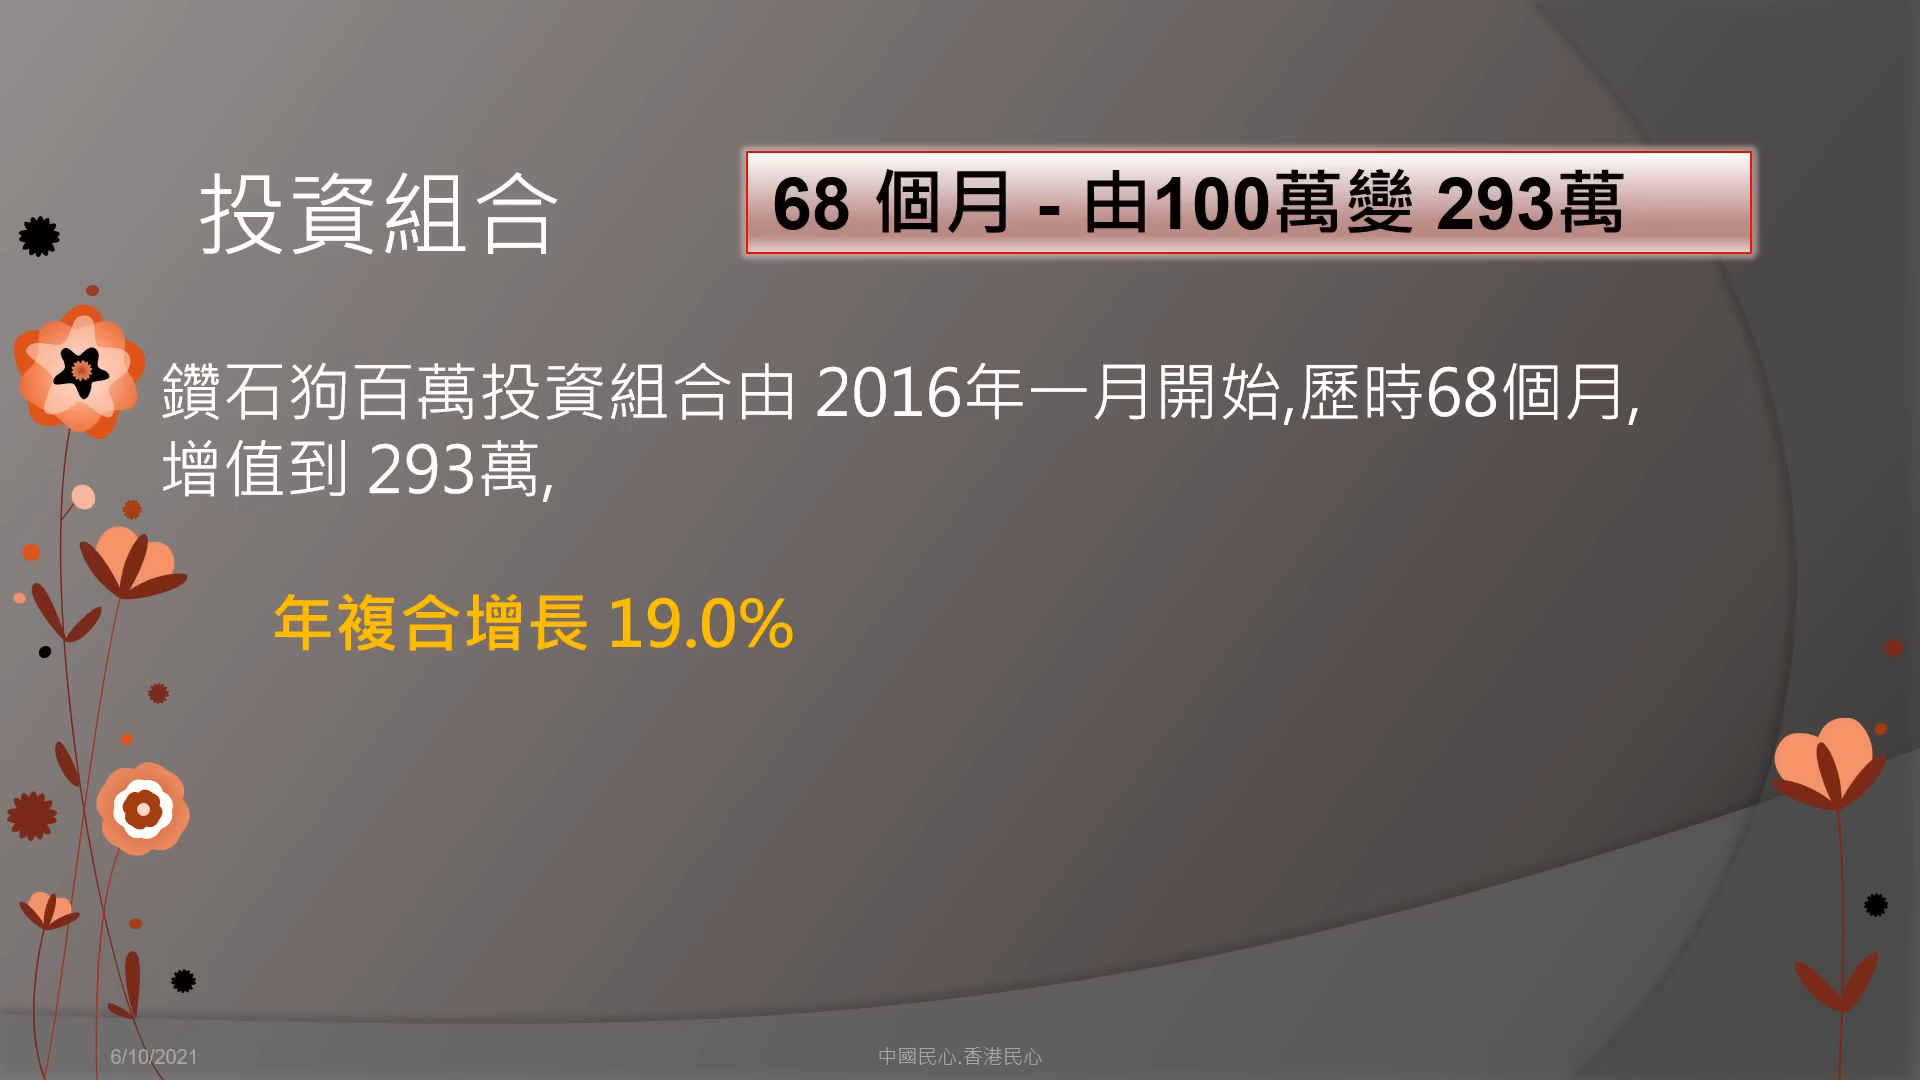 投資組合
68 個月 - 由100萬變 293萬
鑽石狗百萬投資組合由 2016年一月開始,歷時68個月,
增值到 293萬,
年複合增長 19.0%
6/10/2021
中國民心.香港民心